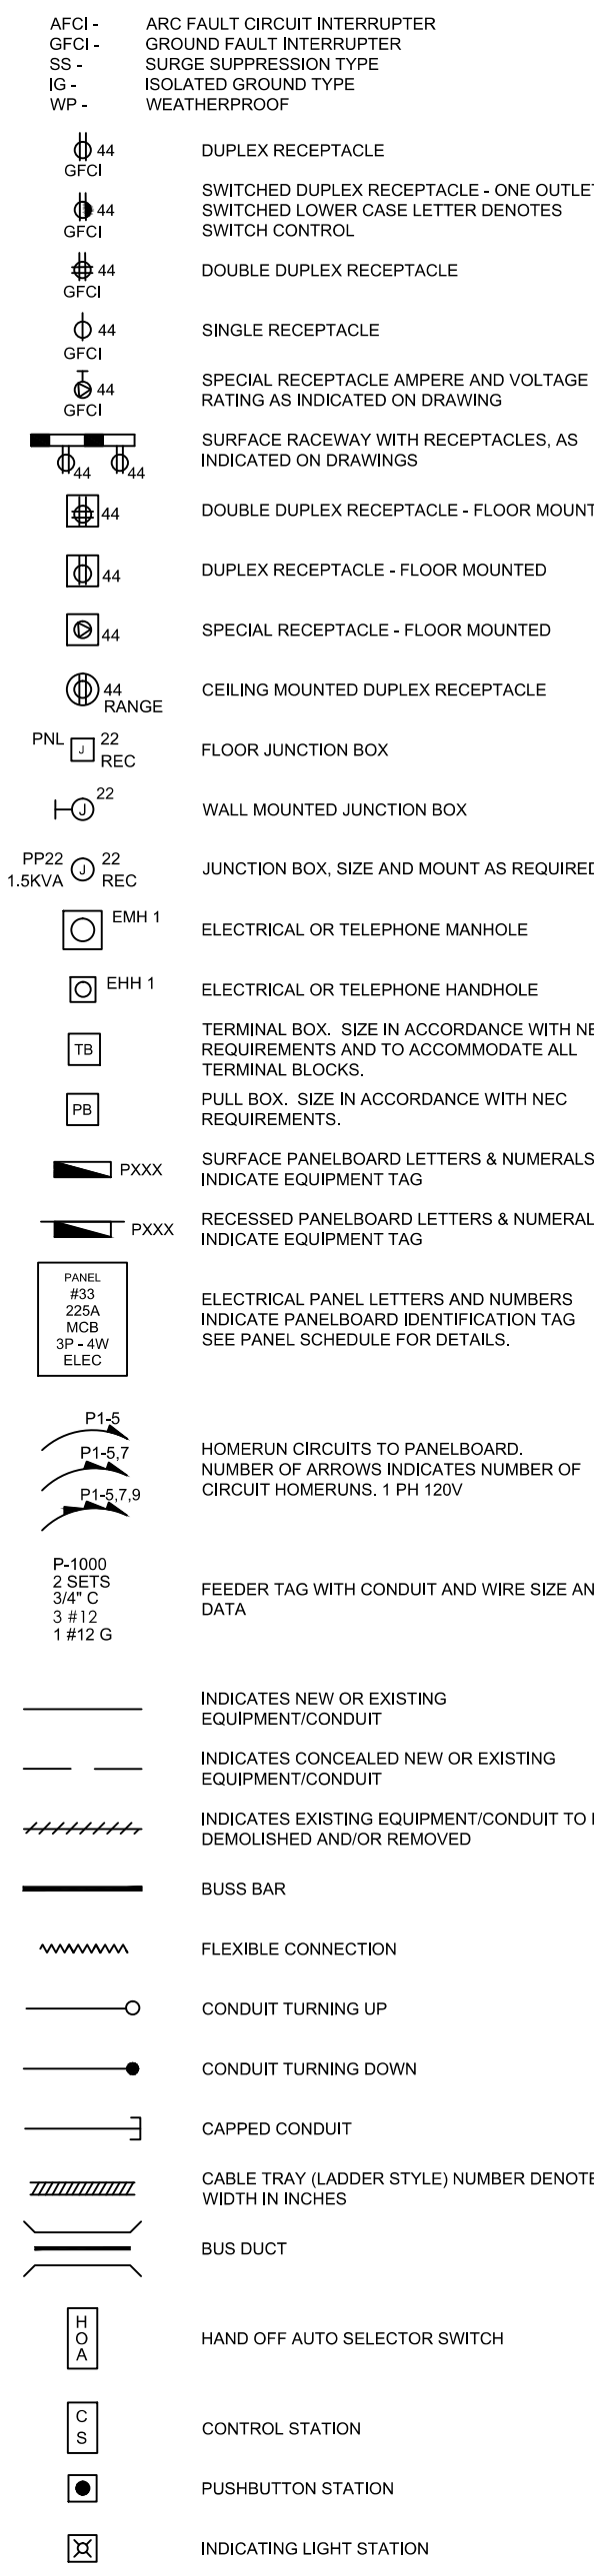 AFCI - ARC FAULT CIRCUIT INTERRUPTER
GFCI - GROUND FAULT INTERRUPTER
SS - SURGE SUPPRESSION TYPE
IG - ISOLATED GROUND TYPE
WP - WEATHERPROOF
44
GFCI
DUPLEX RECEPTACLE
44
GFCI
SWITCHED DUPLEX RECEPTACLE - ONE OUTLET
SWITCHED LOWER CASE LETTER DENOTES
SWITCH CONTROL
44
GFCI
DOUBLE DUPLEX RECEPTACLE
44
GFCI
SINGLE RECEPTACLE
44
GFCI
SPECIAL RECEPTACLE AMPERE AND VOLTAGE
RATING AS INDICATED ON DRAWING
44 44
SURFACE RACEWAY WITH RECEPTACLES, AS
INDICATED ON DRAWINGS
44
DOUBLE DUPLEX RECEPTACLE - FLOOR MOUNT
44
DUPLEX RECEPTACLE - FLOOR MOUNTED
44
SPECIAL RECEPTACLE - FLOOR MOUNTED
44
RANGE
CEILING MOUNTED DUPLEX RECEPTACLE
PNL J 22
REC
FLOOR JUNCTION BOX
J 22
WALL MOUNTED JUNCTION BOX
PP22 J 22
1.5KVA REC
JUNCTION BOX, SIZE AND MOUNT AS REQUIRED
EMH 1
ELECTRICAL OR TELEPHONE MANHOLE
EHH 1
ELECTRICAL OR TELEPHONE HANDHOLE
TB
TERMINAL BOX. SIZE IN ACCORDANCE WITH NE
REQUIREMENTS AND TO ACCOMMODATE ALL
TERMINAL BLOCKS.
PB
PULL BOX. SIZE IN ACCORDANCE WITH NEC
REQUIREMENTS.
PXXX
SURFACE PANELBOARD LETTERS & NUMERALS
INDICATE EQUIPMENT TAG
PXXX
RECESSED PANELBOARD LETTERS & NUMERAL
INDICATE EQUIPMENT TAG
PANEL
#33
225A
MCB
3P - 4W
ELEC
ELECTRICAL PANEL LETTERS AND NUMBERS
INDICATE PANELBOARD IDENTIFICATION TAG
SEE PANEL SCHEDULE FOR DETAILS.
P1-5
P1-5,7
P1-5,7,9
HOMERUN CIRCUITS TO PANELBOARD.
NUMBER OF ARROWS INDICATES NUMBER OF
CIRCUIT HOMERUNS. 1 PH 120V
P-1000
2 SETS
3/4" C
3 #12
1 #12 G
FEEDER TAG WITH CONDUIT AND WIRE SIZE AN
DATA
INDICATES NEW OR EXISTING
EQUIPMENT/CONDUIT
INDICATES CONCEALED NEW OR EXISTING
EQUIPMENT/CONDUIT
INDICATES EXISTING EQUIPMENT/CONDUIT TO
DEMOLISHED AND/OR REMOVED
BUSS BAR
FLEXIBLE CONNECTION
CONDUIT TURNING UP
CONDUIT TURNING DOWN
CAPPED CONDUIT
CABLE TRAY (LADDER STYLE) NUMBER DENOTE
WIDTH IN INCHES
BUS DUCT
H
O
A
HAND OFF AUTO SELECTOR SWITCH
C
S
CONTROL STATION
PUSHBUTTON STATION
INDICATING LIGHT STATION